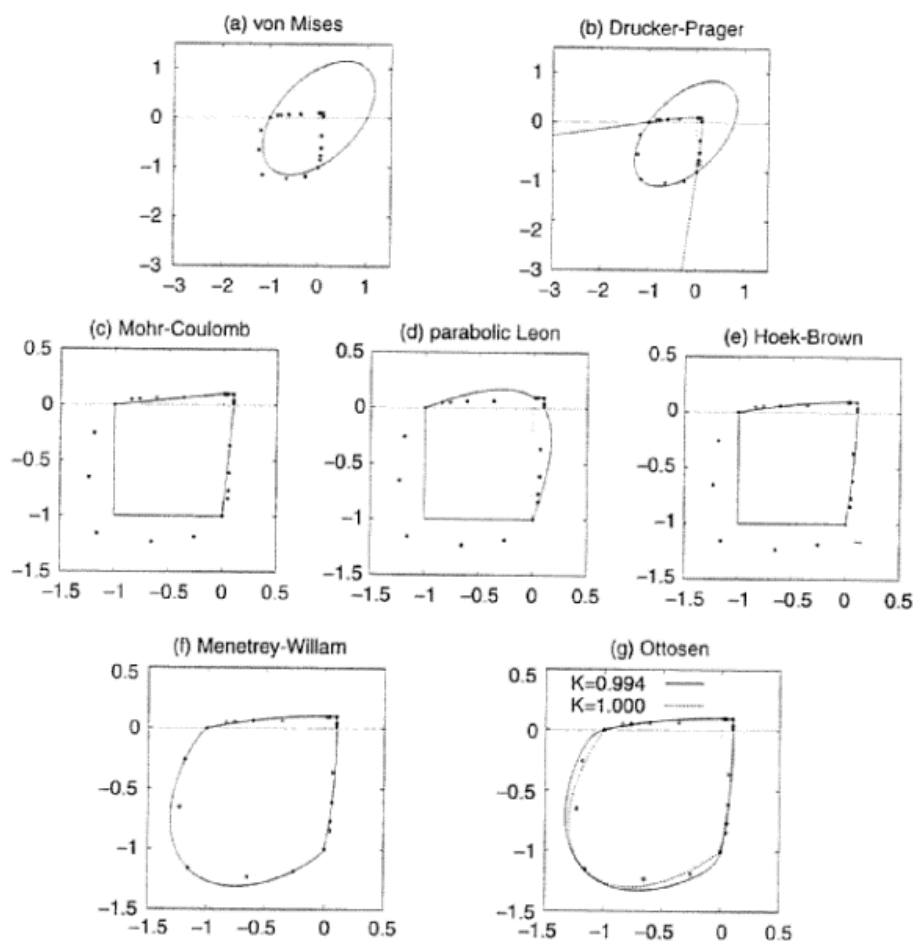 (a) von Mises
(b) Drucker-Prager
1
0
−1
−2
−3
−3 −2 −1 0 1
1
0
−1
−2
−3
−3 −2 −1 0 1
(c) Mohr-Coulomb
(d) parabolic Leon
(e) Hoek-Brown
0.5
0
−0.5
−1
−1.5
−1.5 −1 −0.5 0 0.5
0.5
0
−0.5
−1
−1.5
−1.5 −1 −0.5 0 0.5
0.5
0
−0.5
−1
−1.5
−1.5 −1 −0.5 0 0.5
(f) Menetrey-Willam
(g) Ottosen
0.5
0
−0.5
−1
−1.5
−1.5 −1 −0.5 0 0.5
K=0.994
K=1.000
0.5
0
−0.5
−1
−1.5
−1.5 −1 −0.5 0 0.5